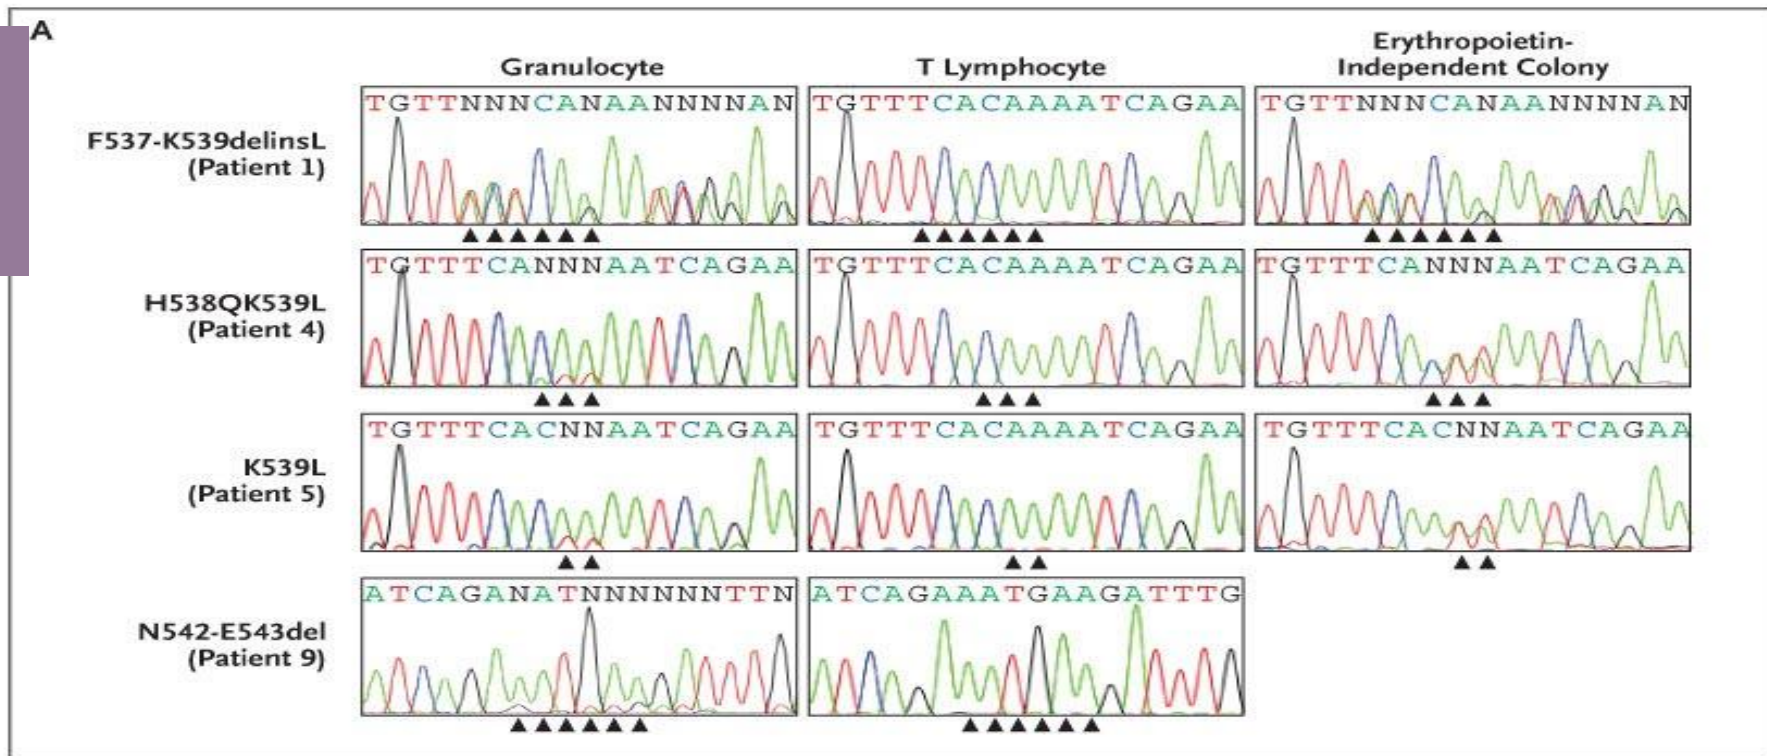 A
Granulocyte
T Lymphocyte
Erythropoietin-
Independent Colony
F537-K539delinsL
(Patient 1)
TGTTNNNCANAANNNNAN
TGTTTCACAAAATCAGAA
TGTTNNNCANAANNNNAN
H538QK539L
(Patient 4)
TGTTTCANNNAATCAGAA
TGTTTCACAAAATCAGAA
TGTTTCANNNAATCAGAA
K539L
(Patient 5)
TGTTTCACNNAATCAGAA
TGTTTCACAAAATCAGAA
TGTTTCACNNAATCAGAA
N542-E543del
(Patient 9)
ATCAGANATNNNNNNTTN
ATCAGAAATGAAGATTTG